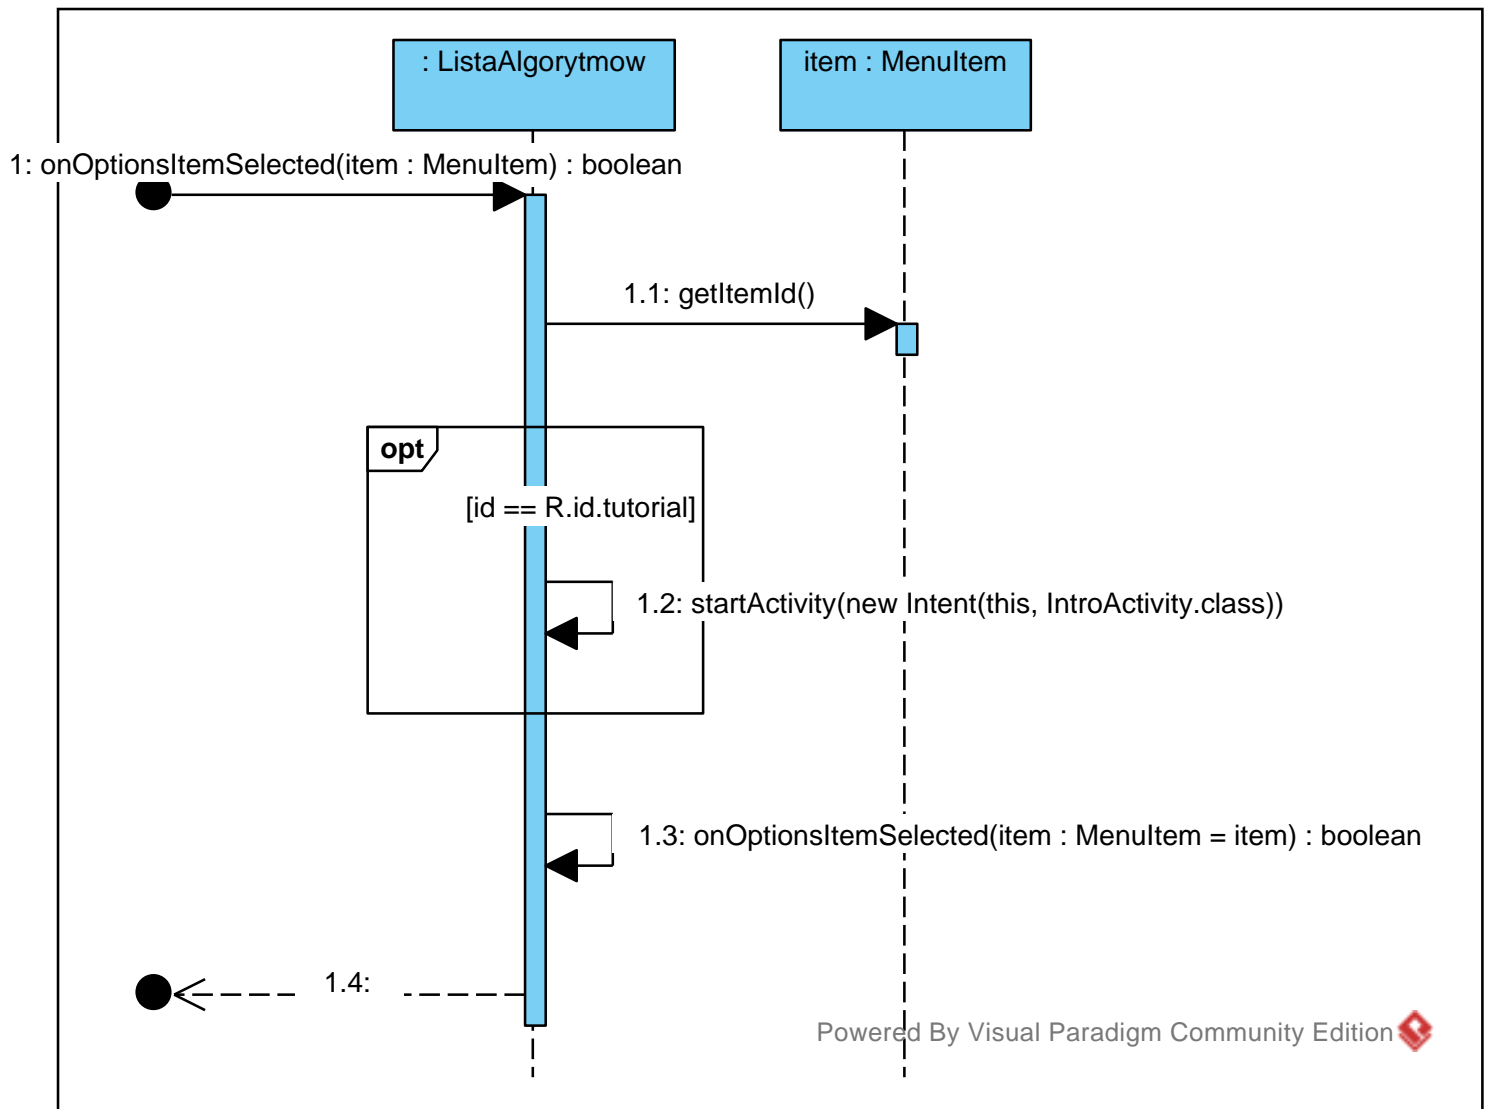 : ListaAlgorytmow
item : MenuItem
1: onOptionsItemSelected(item : MenuItem) : boolean
1.1: getItemId()
opt
[id == R.id.tutorial]
1.2: startActivity(new Intent(this, IntroActivity.class))
1.3: onOptionsItemSelected(item : MenuItem = item) : boolean
1.4:
Powered By Visual Paradigm Community Edition